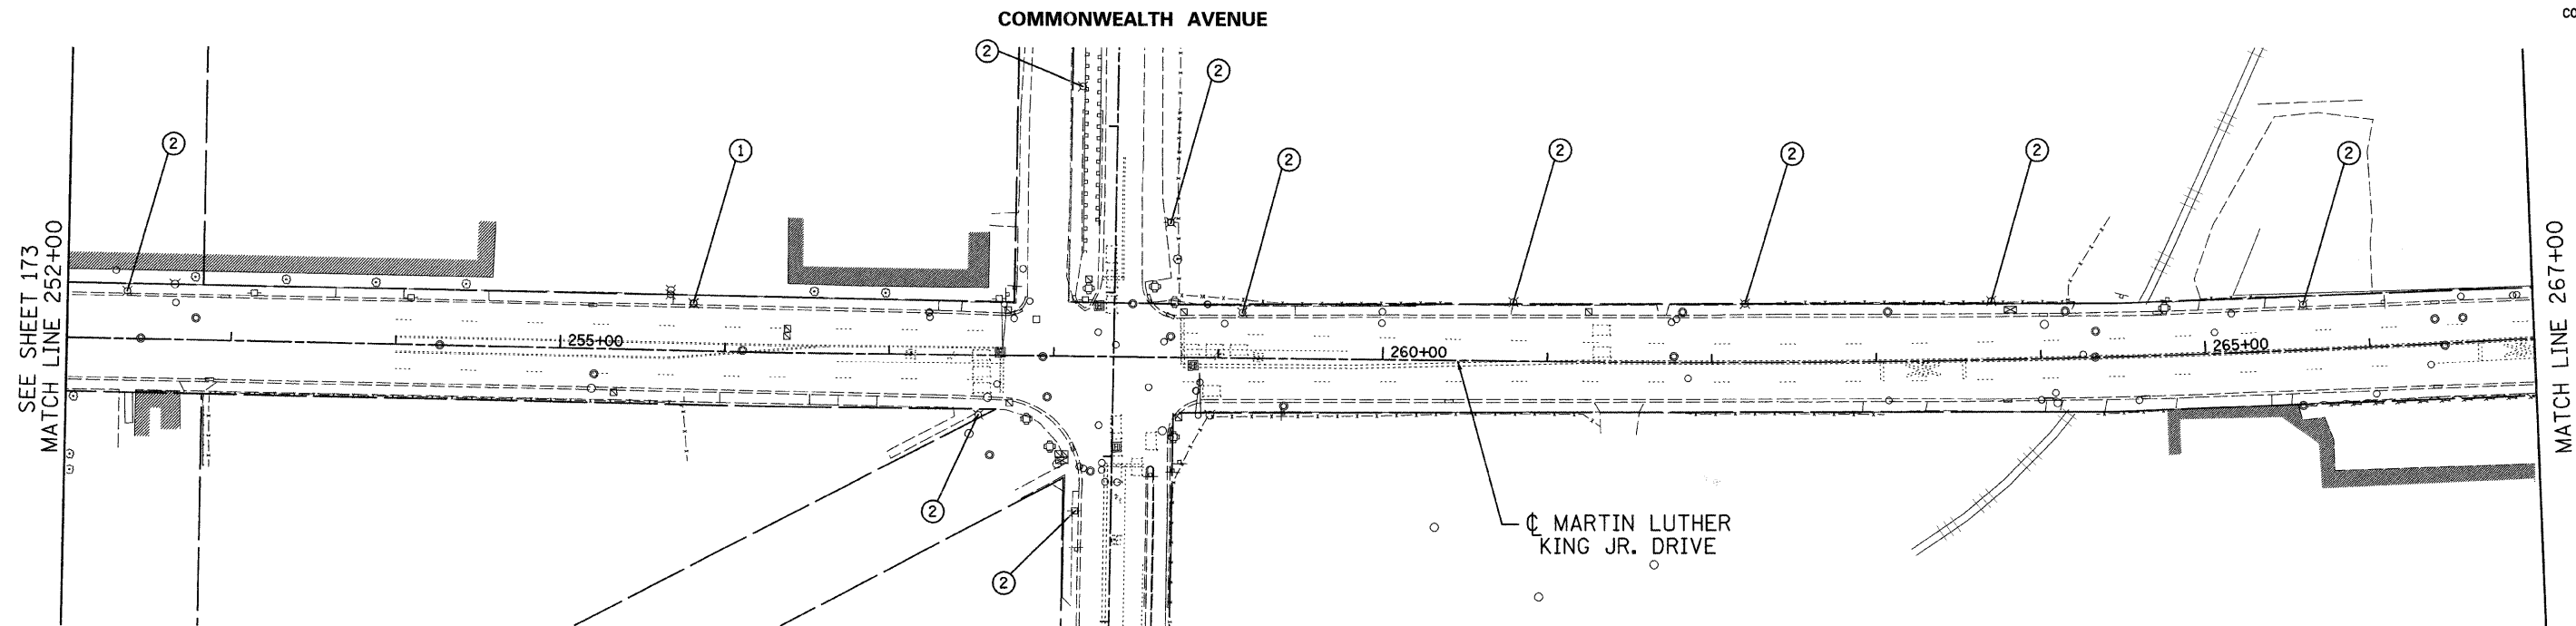 COMMONWEALTH AVENUE
CO
2
2
2
1
2
2
2
2
2
SEE SHEET 173
MATCH LINE 252+00
255+00
260+00
265+00
MATCH LINE 267+00
2
2
℄ MARTIN LUTHER
KING JR. DRIVE